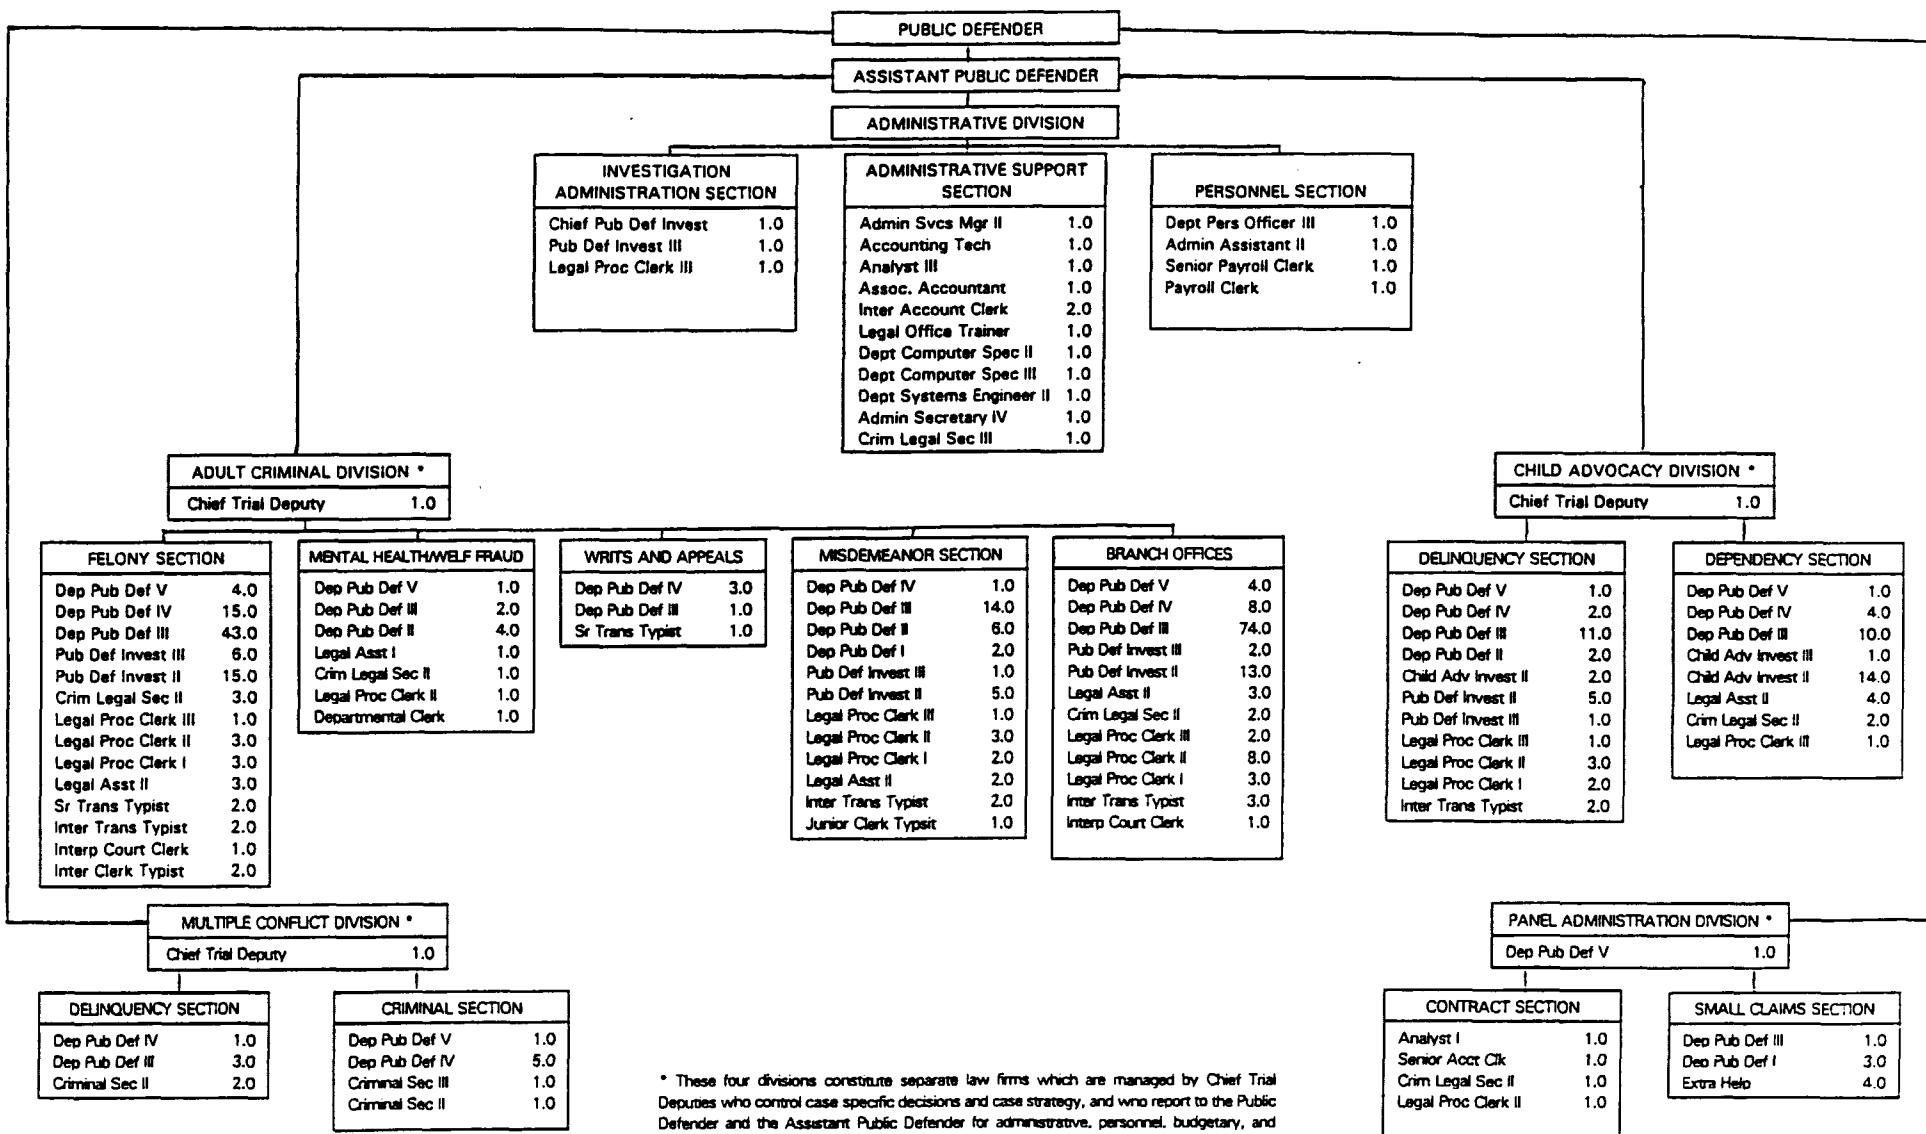 PUBLIC DEFENDER
ASSISTANT PUBLIC DEFENDER
ADMINISTRATIVE DIVISION
INVESTIGATION
ADMINISTRATION SECTION
Chief Pub Def Invest 1.0
Pub Def Invest III 1.0
Legal Proc Clerk III 1.0
ADMINISTRATIVE SUPPORT
SECTION
Admin Svcs Mgr II 1.0
Accounting Tech 1.0
Analyst III 1.0
Assoc. Accountant 1.0
Inter Account Clerk 2.0
Legal Office Trainer 1.0
Dept Computer Spec II 1.0
Dept Computer Spec III 1.0
Dept Systems Engineer II 1.0
Admin Secretary IV 1.0
Crim Legal Sec III 1.0
PERSONNEL SECTION
Dept Pers Officer III 1.0
Admin Assistant II 1.0
Senior Payroll Clerk 1.0
Payroll Clerk 1.0
ADULT CRIMINAL DIVISION *
Chief Trial Deputy 1.0
FELONY SECTION
Dep Pub Def V 4.0
Dep Pub Def IV 15.0
Dep Pub Def III 43.0
Pub Def Invest III 6.0
Pub Def Invest II 15.0
Crim Legal Sec II 3.0
Legal Proc Clerk III 1.0
Legal Proc Clerk II 3.0
Legal Proc Clerk I 3.0
Legal Asst II 3.0
Sr Trans Typist 2.0
Inter Trans Typist 2.0
Interp Court Clerk 1.0
Inter Clerk Typist 2.0
MENTAL HEALTH/WELF FRAUD
Dep Pub Def V 1.0
Dep Pub Def III 2.0
Dep Pub Def II 4.0
Legal Asst I 1.0
Crim Legal Sec II 1.0
Legal Proc Clerk II 1.0
Departmental Clerk 1.0
WRITS AND APPEALS
Dep Pub Def IV 3.0
Dep Pub Def III 1.0
Sr Trans Typist 1.0
MISDEMEANOR SECTION
Dep Pub Def IV 1.0
Dep Pub Def III 14.0
Dep Pub Def II 6.0
Dep Pub Def I 2.0
Pub Def Invest III 1.0
Pub Def Invest II 5.0
Legal Proc Clerk III 1.0
Legal Proc Clerk II 3.0
Legal Proc Clerk I 2.0
Legal Asst II 2.0
Inter Trans Typist 2.0
Junior Clerk Typsit 1.0
BRANCH OFFICES
Dep Pub Def V 4.0
Dep Pub Def IV 8.0
Dep Pub Def III 74.0
Pub Def Invest III 2.0
Pub Def Invest II 13.0
Legal Asst II 3.0
Crim Legal Sec II 2.0
Legal Proc Clerk III 2.0
Legal Proc Clerk II 8.0
Legal Proc Clerk I 3.0
Inter Trans Typist 3.0
Interp Court Clerk 1.0
CHILD ADVOCACY DIVISION *
Chief Trial Deputy 1.0
DELINQUENCY SECTION
Dep Pub Def V 1.0
Dep Pub Def IV 2.0
Dep Pub Def III 11.0
Dep Pub Def II 2.0
Child Adv Invest II 2.0
Pub Def Invest II 5.0
Pub Def Invest III 1.0
Legal Proc Clerk III 1.0
Legal Proc Clerk II 3.0
Legal Proc Clerk I 2.0
Inter Trans Typist 2.0
DEPENDENCY SECTION
Dep Pub Def V 1.0
Dep Pub Def IV 4.0
Dep Pub Def III 10.0
Child Adv Invest III 1.0
Child Adv Invest II 14.0
Legal Asst II 4.0
Crim Legal Sec II 2.0
Legal Proc Clerk III 1.0
MULTIPLE CONFLICT DIVISION *
Chief Trial Deputy 1.0
DELINQUENCY SECTION
Dep Pub Def IV 1.0
Dep Pub Def III 3.0
Criminal Sec II 2.0
CRIMINAL SECTION
Dep Pub Def V 1.0
Dep Pub Def IV 5.0
Criminal Sec III 1.0
Criminal Sec II 1.0
PANEL ADMINISTRATION DIVISION *
Dep Pub Def V 1.0
CONTRACT SECTION
Analyst I 1.0
Senior Acct Clk 1.0
Crim Legal Sec II 1.0
Legal Proc Clerk II 1.0
SMALL CLAIMS SECTION
Dep Pub Def III 1.0
Dep Pub Def I 3.0
Extra Help 4.0
* These four divisions constitute separate law firms which are managed by Chief Trial
Deputies who control case specific decisions and case strategy, and who report to the Public
Defender and the Assistant Public Defender for administrative, personnel, budgetary, and